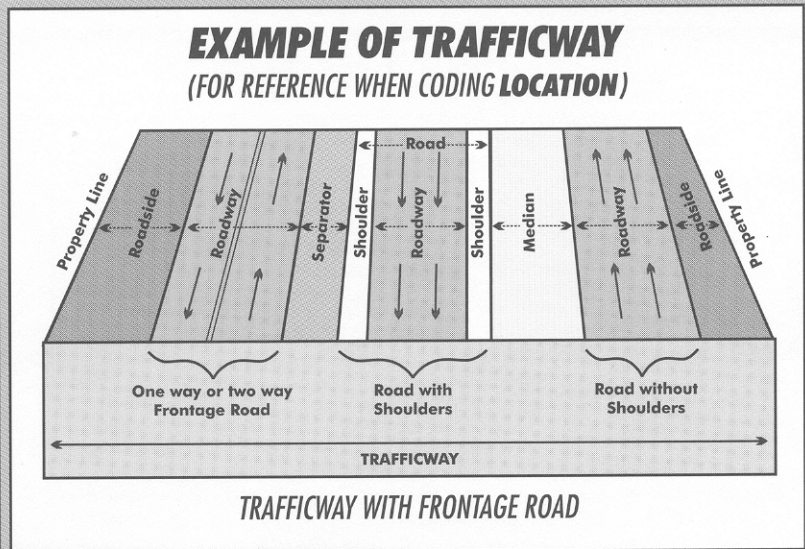 EXAMPLE OF TRAFFICWAY
(FOR REFERENCE WHEN CODING LOCATION)
Road
Property Line
Roadside
Roadway
Separator
Shoulder
Roadway
Shoulder
Median
Roadway
Roadside
Property Line
One way or two way
Frontage Road
Road with
Shoulders
Road without
Shoulders
TRAFFICWAY
TRAFFICWAY WITH FRONTAGE ROAD